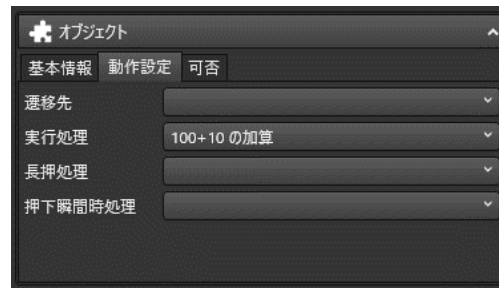 オブジェクト
基本情報 動作設定 可否
遷移先
実行処理 100+10 の加算
長押処理
押下瞬間時処理